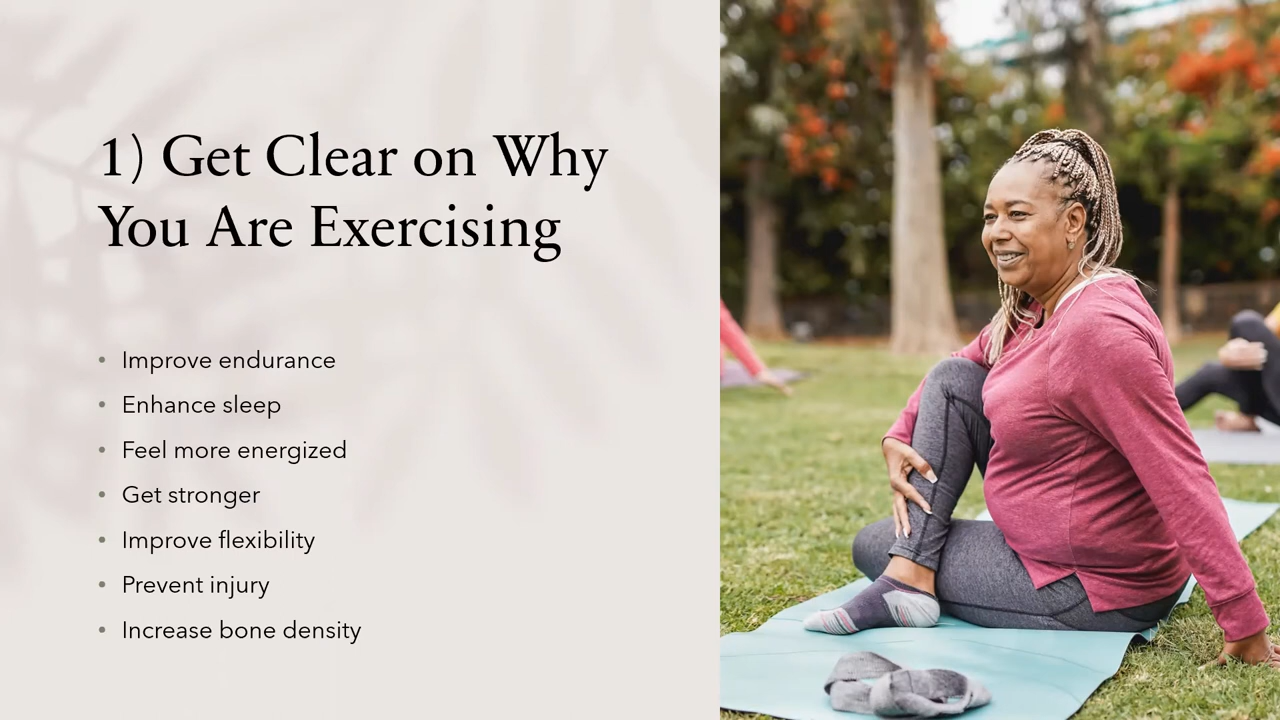 1) Get Clear on Why
You Are Exercising
• Improve endurance
• Enhance sleep
• Feel more energized
• Get stronger
• Improve flexibility
• Prevent injury
• Increase bone density